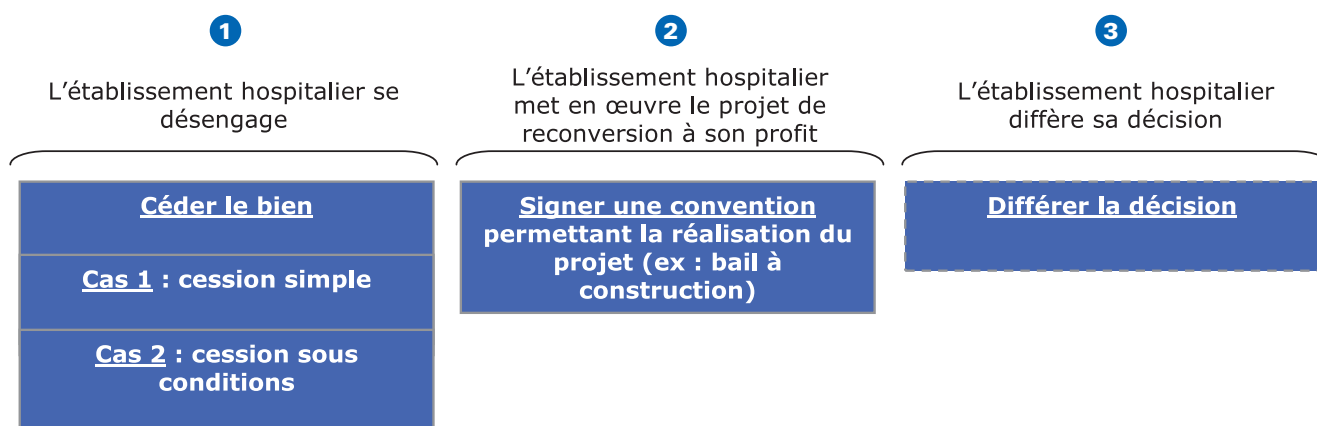 1
L'établissement hospitalier se
désengage
Céder le bien
Cas 1 : cession simple
Cas 2 : cession sous
conditions
2
L'établissement hospitalier
met en œuvre le projet de
reconversion à son profit
Signer une convention
permettant la réalisation du
projet (ex : bail à
construction)
3
L'établissement hospitalier
diffère sa décision
Différer la décision